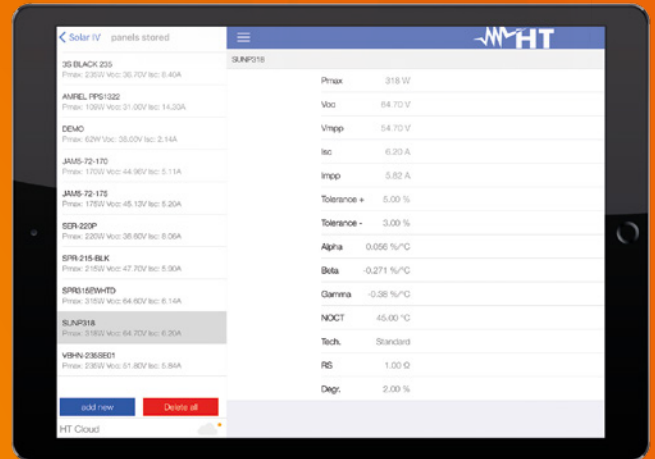 Solar IV panels stored
3S BLACK 235
Pmax: 235W Voc: 36.70V Isc: 8.40A
AMREL PPS1322
Pmax: 109W Voc: 31.00V Isc: 14.20A
DEMO
Pmax: 62W Voc: 38.00V Isc: 2.14A
JAM5-72-170
Pmax: 170W Voc: 44.96V Isc: 5.11A
JAM5-72-175
Pmax: 175W Voc: 45.13V Isc: 5.20A
SER-220P
Pmax: 220W Voc: 38.60V Isc: 8.06A
SPR-215-BLK
Pmax: 215W Voc: 47.70V Isc: 5.90A
SPR315EWHTD
Pmax: 315W Voc: 64.60V Isc: 6.14A
SUNP318
Pmax: 318W Voc: 64.70V Isc: 6.20A
VBHN-235SE01
Pmax: 235W Voc: 51.80V Isc: 5.84A
add new Delete all
HT Cloud
HT
SUNP318
Pmax 318 W
Voc 64.70 V
Vmpp 54.70 V
Isc 6.20 A
Impp 5.82 A
Tolerance + 5.00 %
Tolerance - 3.00 %
Alpha 0.056 %/°C
Beta -0.271 %/°C
Gamma -0.38 %/°C
NOCT 45.00 °C
Tech. Standard
RS 1.00 Ω
Degr. 2.00 %